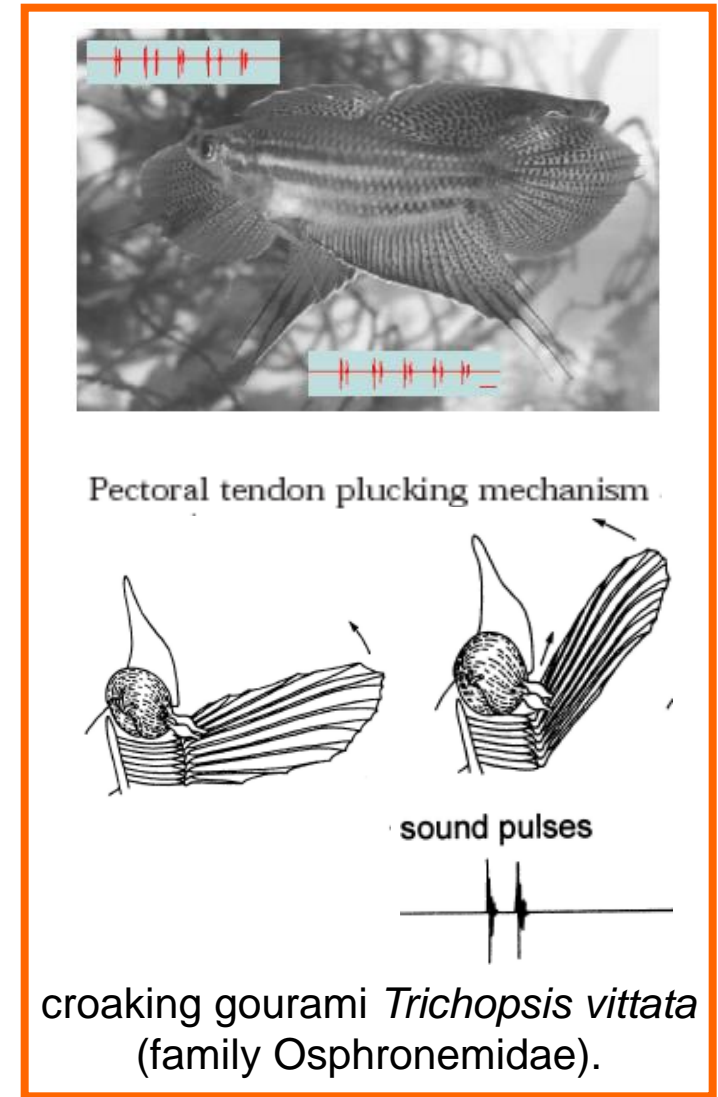 Pectoral tendon plucking mechanism
sound pulses
croaking gourami Trichopsis vittata
(family Osphronemidae).